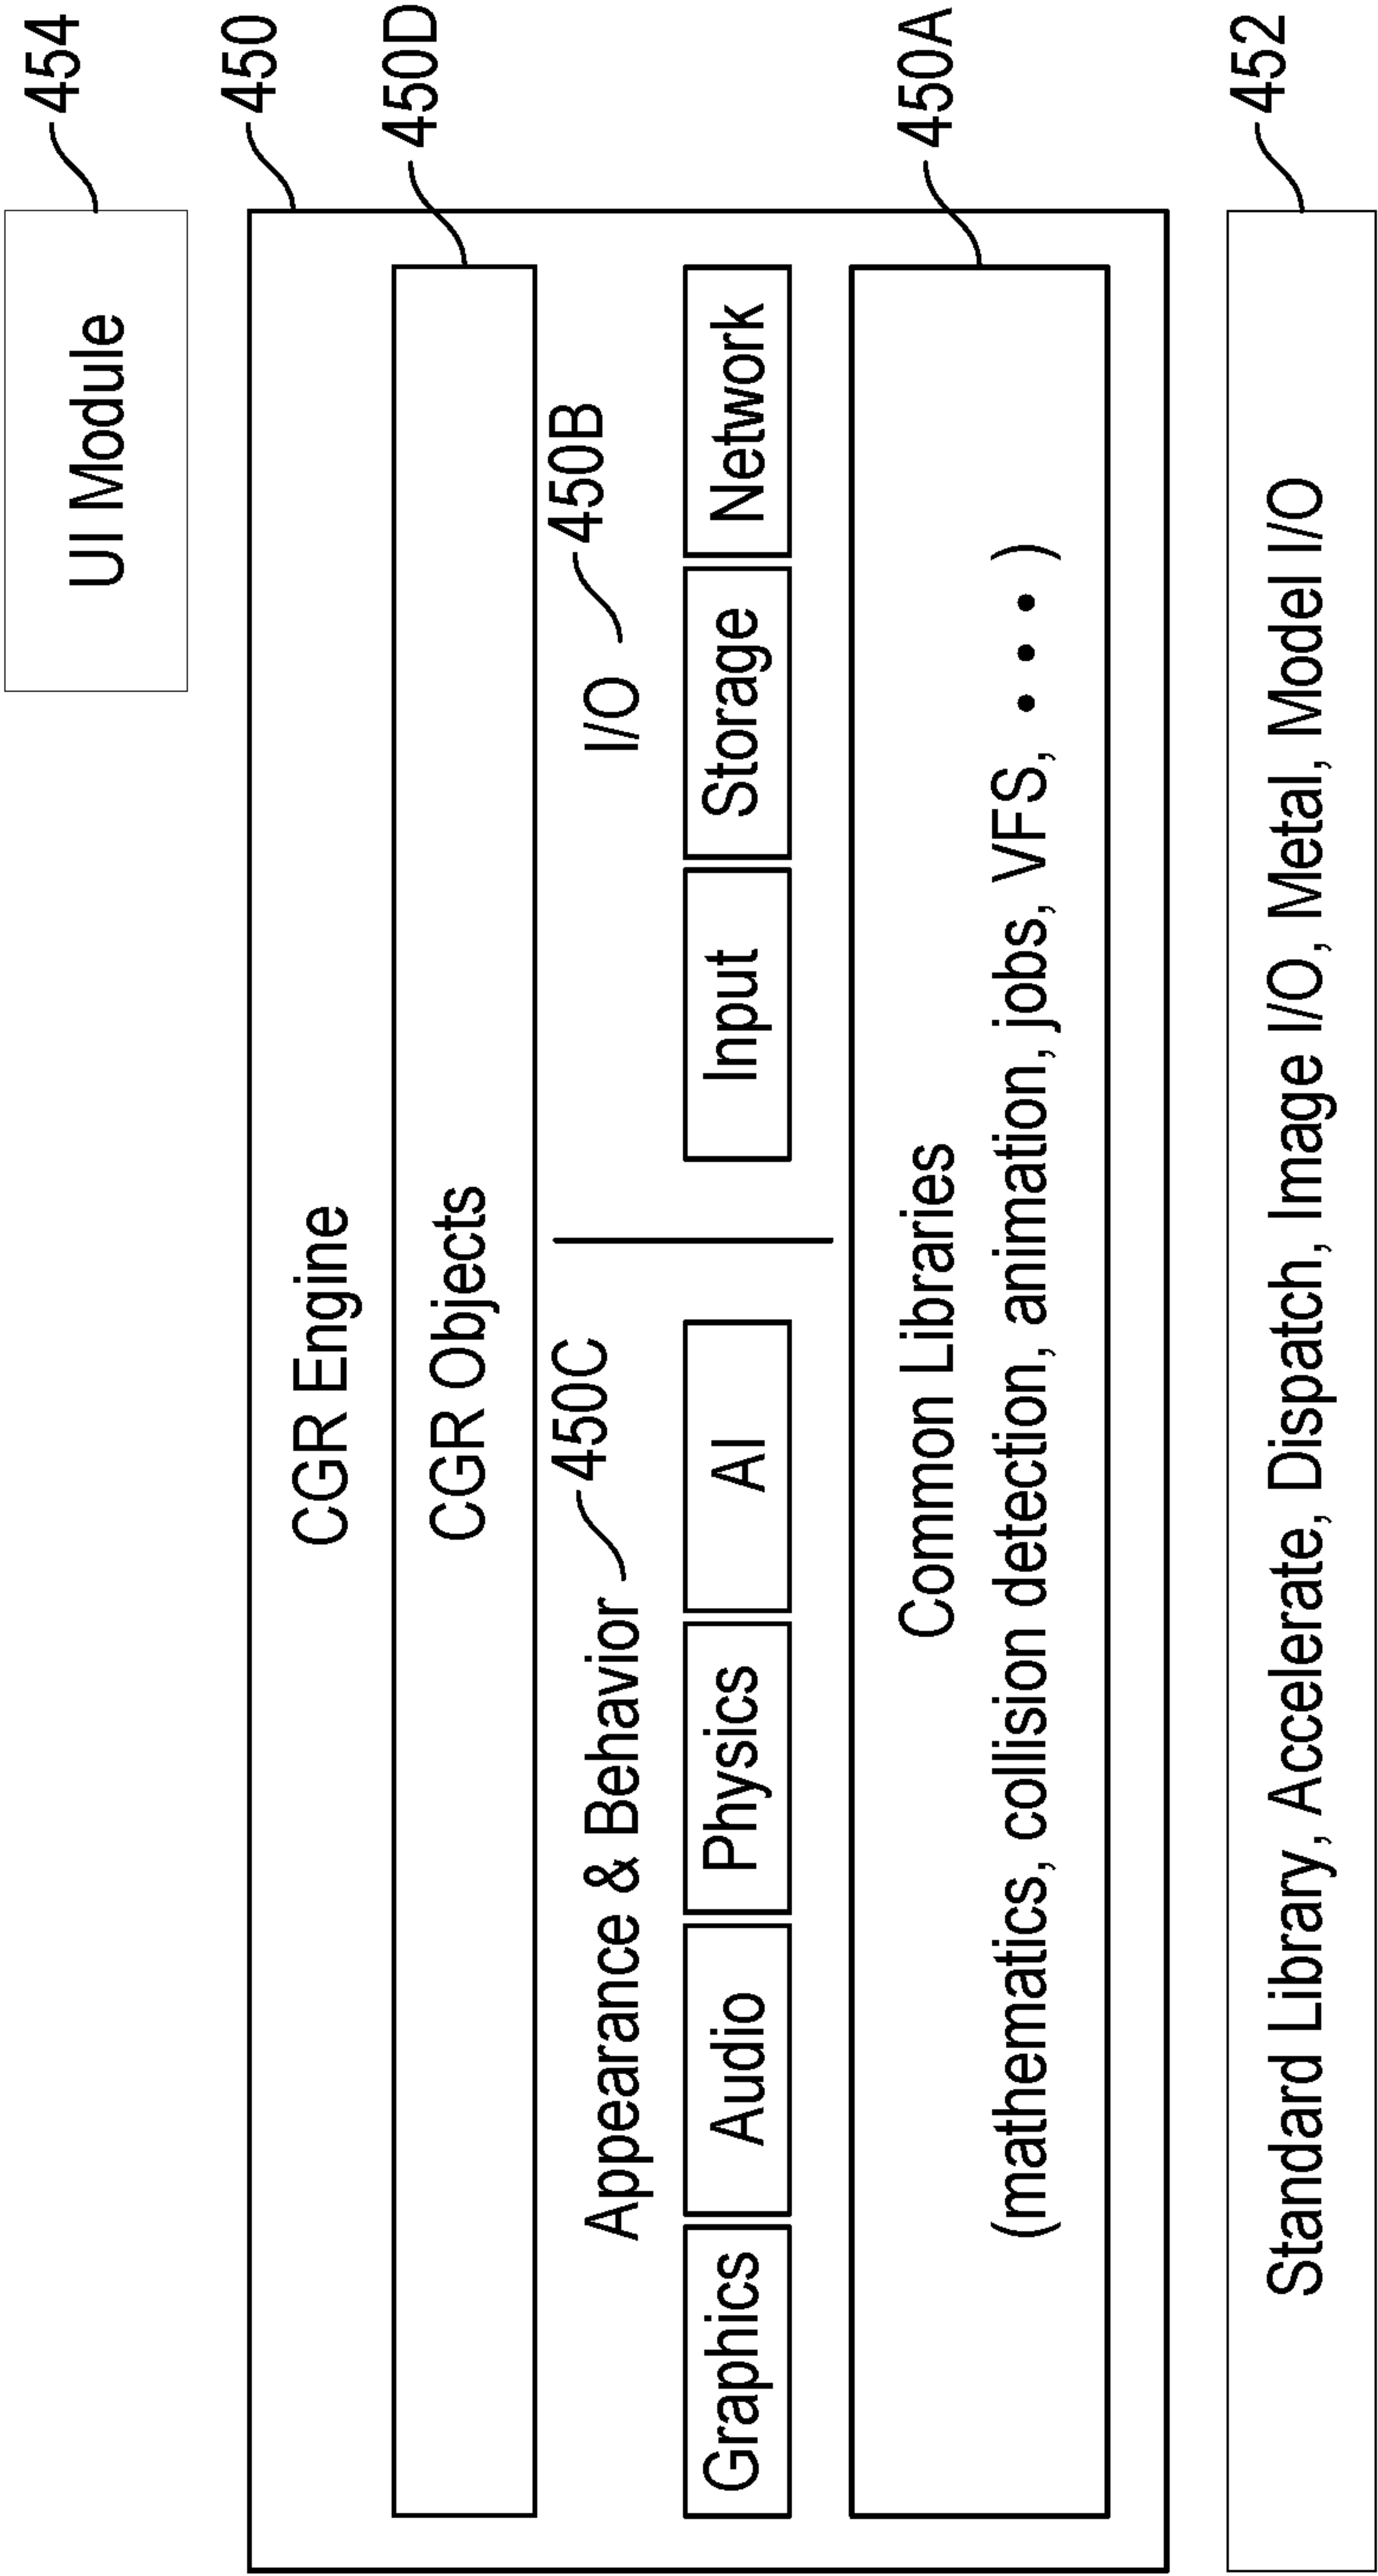 UI Module
454
CGR Engine
450
CGR Objects
450D
Appearance & Behavior
450C
I/O
450B
Graphics
Audio
Physics
AI
Input
Storage
Network
Common Libraries
450A
(mathematics, collision detection, animation, jobs, VFS, • • • )
Standard Library, Accelerate, Dispatch, Image I/O, Metal, Model I/O
452